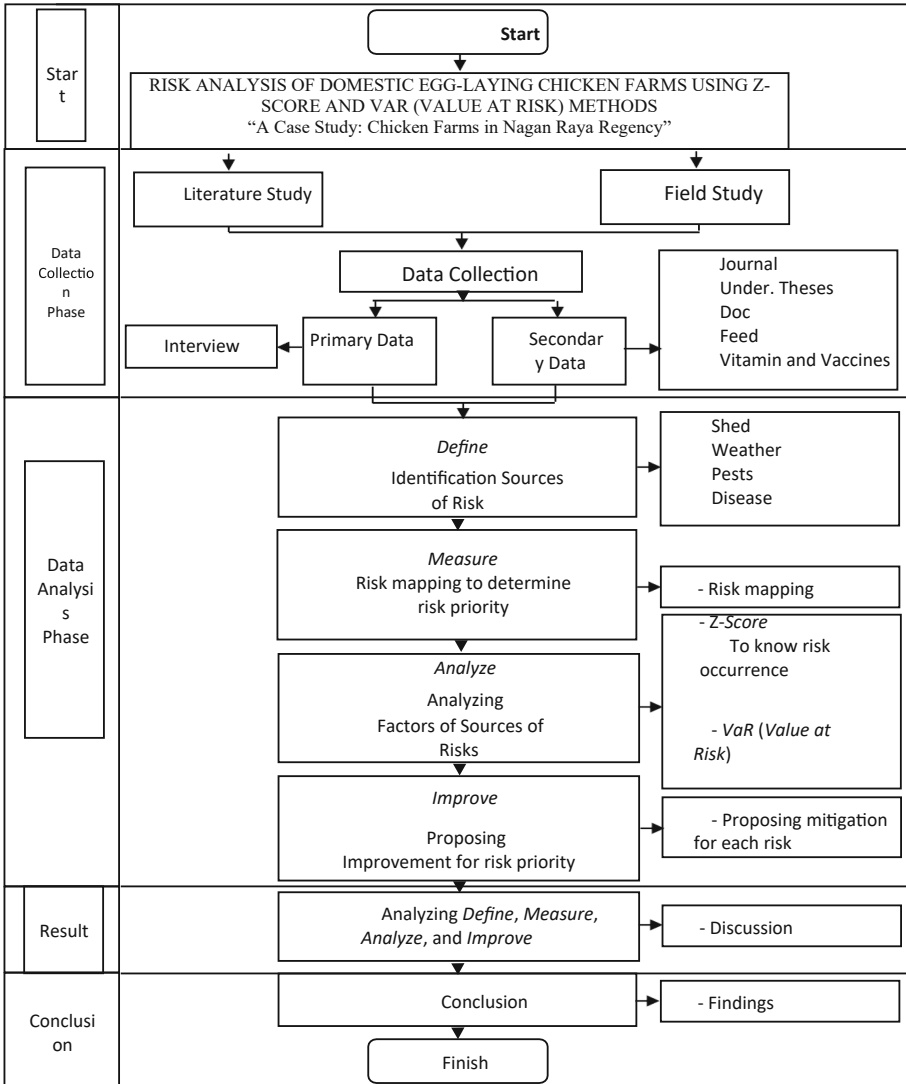 Start
Star
t
RISK ANALYSIS OF DOMESTIC EGG-LAYING CHICKEN FARMS USING Z-
SCORE AND VAR (VALUE AT RISK) METHODS
“A Case Study: Chicken Farms in Nagan Raya Regency”
Data
Collectio
n
Phase
Literature Study
Field Study
Data Collection
Interview
Primary Data
Secondar
y Data
Journal
Under. Theses
Doc
Feed
Vitamin and Vaccines
Data
Analysi
s
Phase
Define
Identification Sources
of Risk
Shed
Weather
Pests
Disease
Measure
Risk mapping to determine
risk priority
- Risk mapping
Analyze
Analyzing
Factors of Sources of
Risks
- Z-Score
To know risk
occurrence
- VaR (Value at
Risk)
Improve
Proposing
Improvement for risk priority
- Proposing mitigation
for each risk
Result
Analyzing Define, Measure,
Analyze, and Improve
- Discussion
Conclusi
on
Conclusion
- Findings
Finish